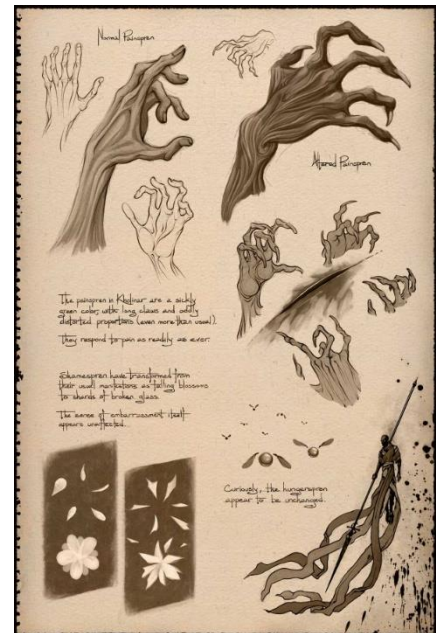 Normal Painspren
Altered Painspren
The painspren in Kholinar are a sickly
green color, with long claws and oddly
distorted proportions (even more than usual).
They respond to pain as readily as ever.
Shamespren have transformed from
their usual manifestations as falling blossoms
to shards of broken glass.
The sense of embarrassment itself
appears unaffected...
Curiously, the hungerspren
appear to be unchanged.